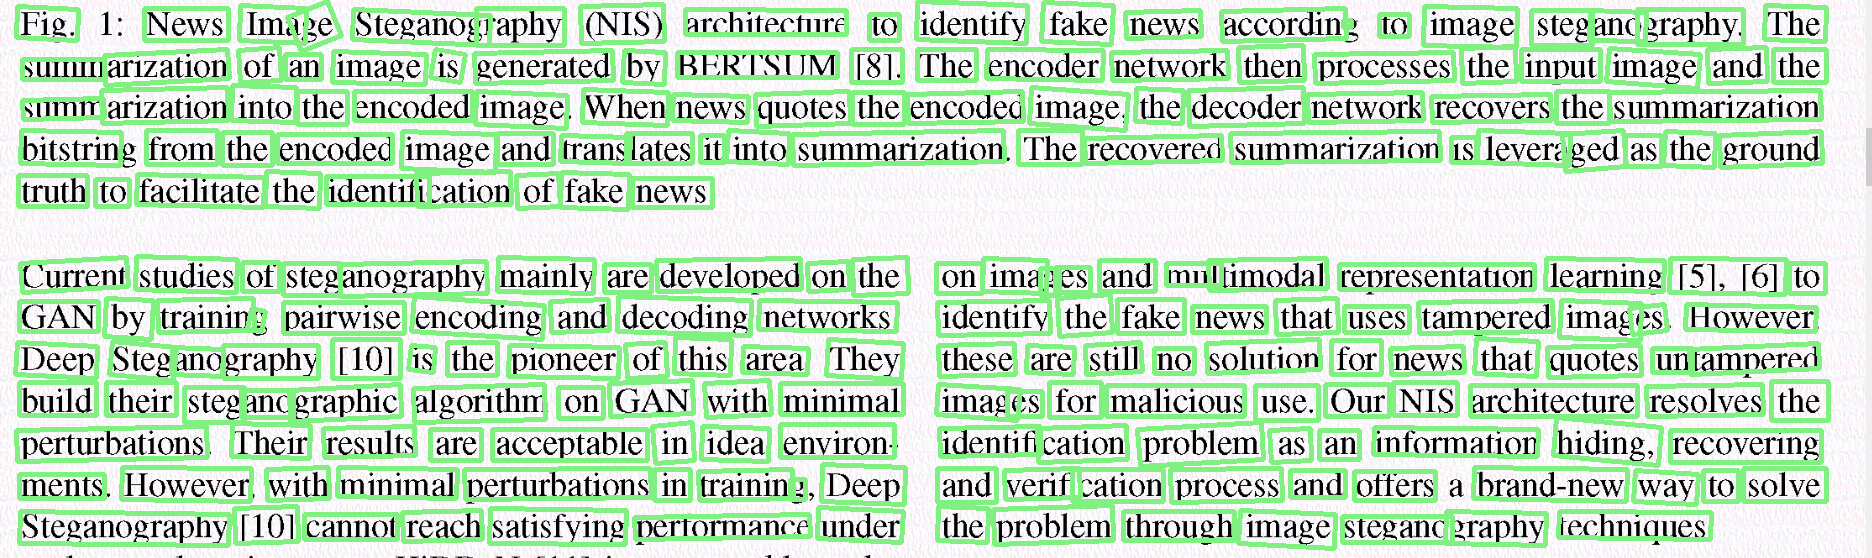 Fig. 1: News Image Steganography (NIS) architecture to identify fake news according to image steganography. The
summarization of an image is generated by BERTSUM [8]. The encoder network then processes the input image and the
summarization into the encoded image. When news quotes the encoded image, the decoder network recovers the summarization
bitstring from the encoded image and translates it into summarization. The recovered summarization is leveraged as the ground
truth to facilitate the identification of fake news
Current studies of steganography mainly are developed on the
GAN by training pairwise encoding and decoding networks
Deep Steganography [10] is the pioneer of this area They
build their steganographic algorithm on GAN with minimal
perturbations. Their results are acceptable in idea environ-
ments. However, with minimal perturbations in training, Deep
Steganography [10] cannot reach satisfying performance under
on images and multimodal representation learning [5], [6] to
identify the fake news that uses tampered images. However
these are still no solution for news that quotes untampered
images for malicious use. Our NIS architecture resolves the
identification problem as an information hiding, recovering
and verification process and offers a brand-new way to solve
the problem through image steganography techniques